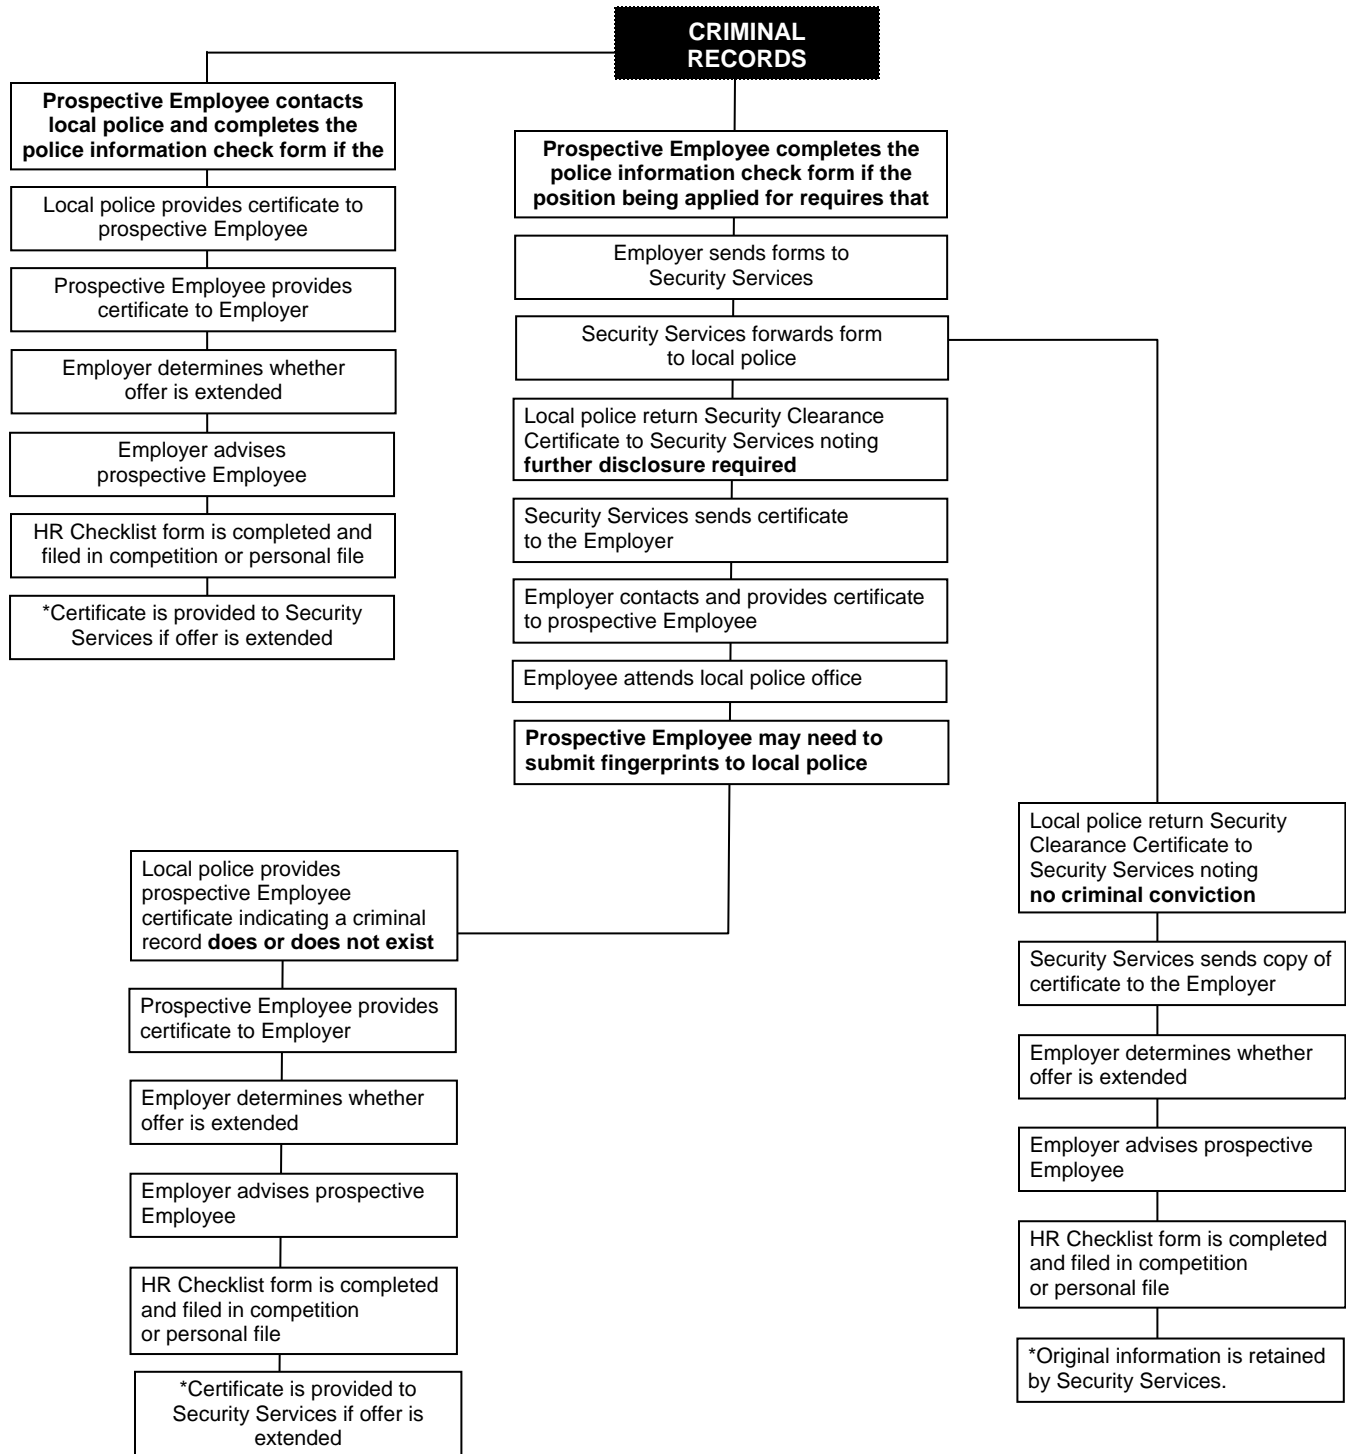 CRIMINAL
RECORDS
Prospective Employee contacts
local police and completes the
police information check form if the
Local police provides certificate to
prospective Employee
Prospective Employee provides
certificate to Employer
Employer determines whether
offer is extended
Employer advises
prospective Employee
HR Checklist form is completed and
filed in competition or personal file
*Certificate is provided to Security
Services if offer is extended
Prospective Employee completes the
police information check form if the
position being applied for requires that
Employer sends forms to
Security Services
Security Services forwards form
to local police
Local police return Security Clearance
Certificate to Security Services noting
further disclosure required
Security Services sends certificate
to the Employer
Employer contacts and provides certificate
to prospective Employee
Employee attends local police office
Prospective Employee may need to
submit fingerprints to local police
Local police provides
prospective Employee
certificate indicating a criminal
record does or does not exist
Prospective Employee provides
certificate to Employer
Employer determines whether
offer is extended
Employer advises prospective
Employee
HR Checklist form is completed
and filed in competition
or personal file
*Certificate is provided to
Security Services if offer is
extended
Local police return Security
Clearance Certificate to
Security Services noting
no criminal conviction
Security Services sends copy of
certificate to the Employer
Employer determines whether
offer is extended
Employer advises prospective
Employee
HR Checklist form is completed
and filed in competition
or personal file
*Original information is retained
by Security Services.